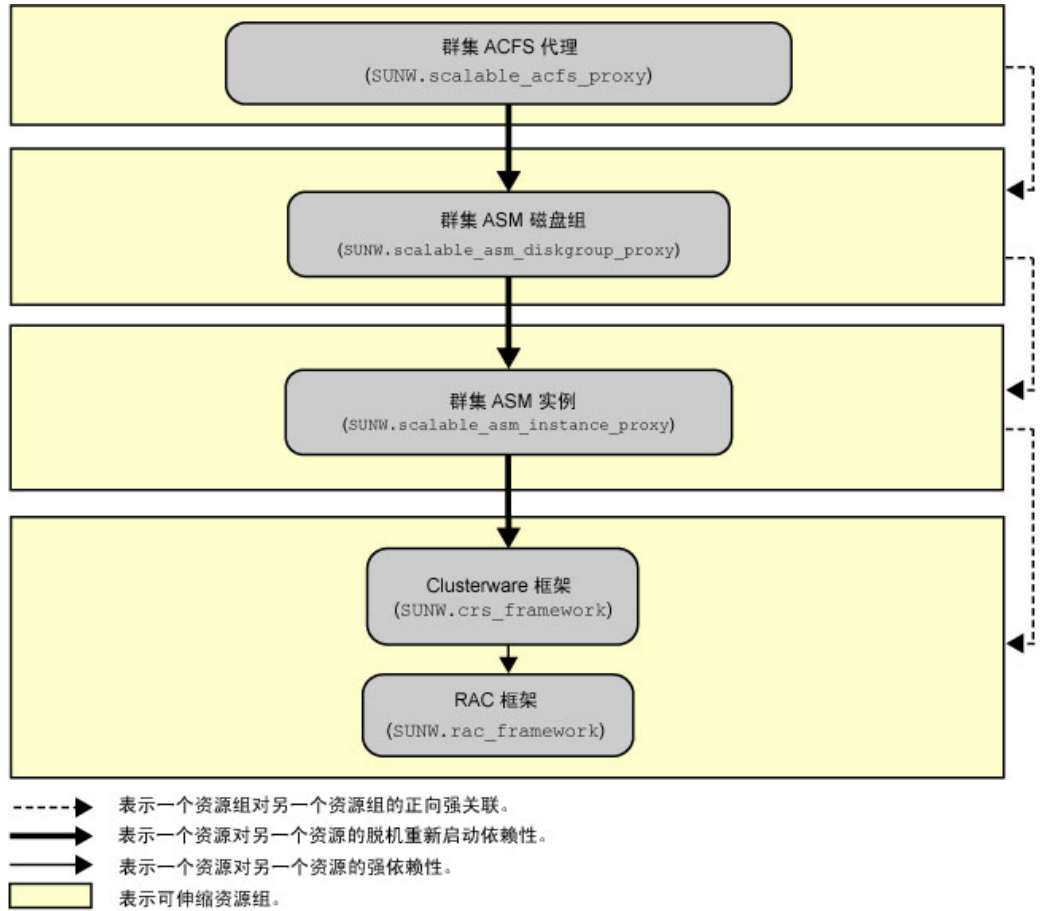 群集 ACFS 代理
(SUNW.scalable_acfs_proxy)
群集 ASM 磁盘组
(SUNW.scalable_asm_diskgroup_proxy)
群集 ASM 实例
(SUNW.scalable_asm_instance_proxy)
Clusterware 框架
(SUNW.crs_framework)
RAC 框架
(SUNW.rac_framework)
表示一个资源组对另一个资源组的正向强关联。
表示一个资源对另一个资源的脱机重新启动依赖性。
表示一个资源对另一个资源的强依赖性。
表示可伸缩资源组。